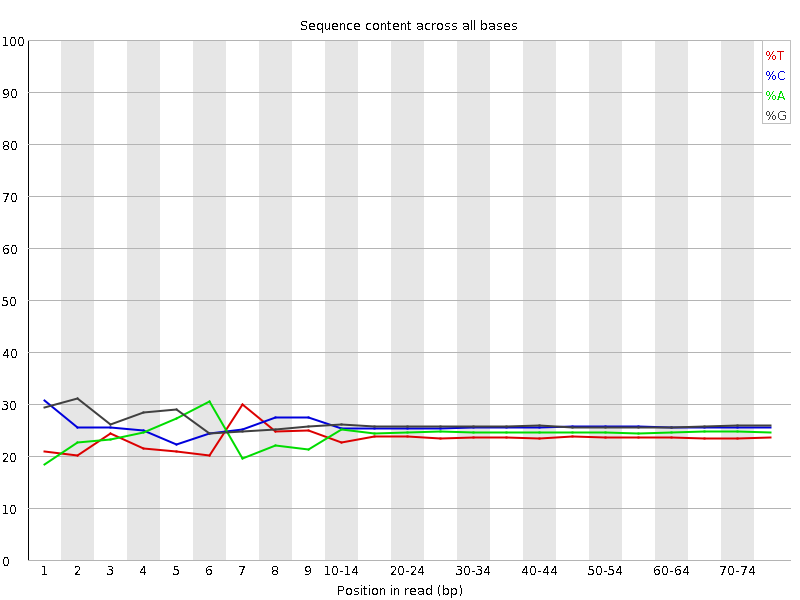 Sequence content across all bases
100
90
80
70
60
50
40
30
20
10
0
%T
%C
%A
%G
1 2 3 4 5 6 7 8 9 10-14 20-24 30-34 40-44 50-54 60-64 70-74
Position in read (bp)